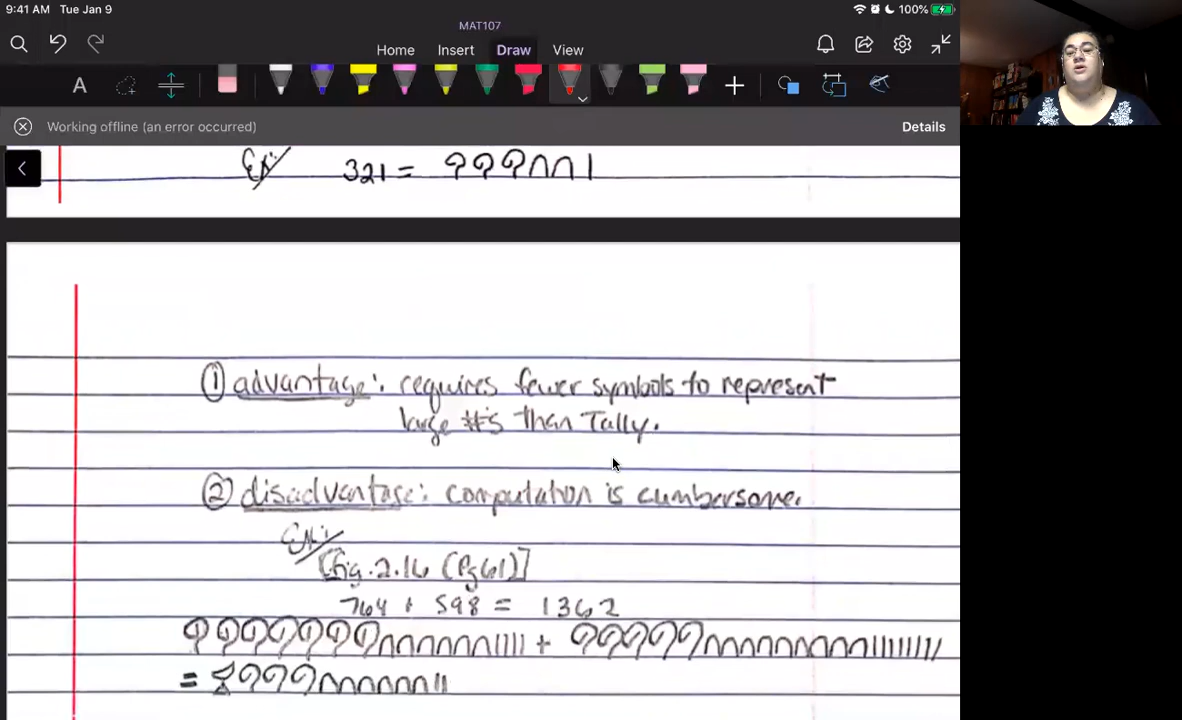 9:41 AM Tue Jan 9
100%
MAT107
Home Insert Draw View
A
Working offline (an error occurred)
Details
Ex:
321 =
① advantage: requires fewer symbols to represent
large #'s than Tally.
② disadvantage: computation is cumbersome.
Ex:
[fig. 2.16 (Pg 61)]
764 + 598 = 1362
+
=